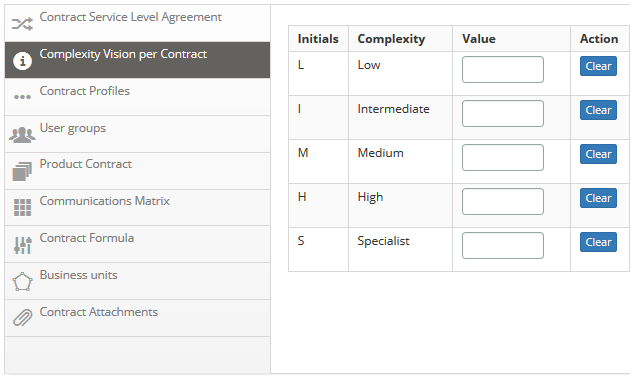 Contract Service Level Agreement
Complexity Vision per Contract
Contract Profiles
User groups
Product Contract
Communications Matrix
Contract Formula
Business units
Contract Attachments
Initials Complexity Value Action
L Low Clear
I Intermediate Clear
M Medium Clear
H High Clear
S Specialist Clear